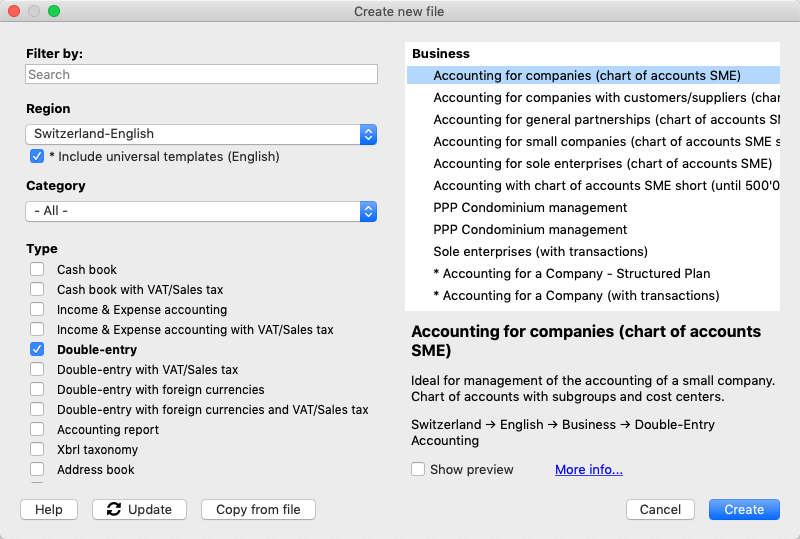 Create new file
Filter by:
Search
Region
Switzerland-English
* Include universal templates (English)
Category
- All -
Type
Cash book
Cash book with VAT/Sales tax
Income & Expense accounting
Income & Expense accounting with VAT/Sales tax
Double-entry
Double-entry with VAT/Sales tax
Double-entry with foreign currencies
Double-entry with foreign currencies and VAT/Sales tax
Accounting report
Xbrl taxonomy
Address book
Business
Accounting for companies (chart of accounts SME)
Accounting for companies with customers/suppliers (char
Accounting for general partnerships (chart of accounts SM
Accounting for small companies (chart of accounts SME s
Accounting for sole enterprises (chart of accounts SME)
Accounting with chart of accounts SME short (until 500'0
PPP Condominium management
PPP Condominium management
Sole enterprises (with transactions)
* Accounting for a Company - Structured Plan
* Accounting for a Company (with transactions)
Accounting for companies (chart of accounts
SME)
Ideal for management of the accounting of a small company.
Chart of accounts with subgroups and cost centers.
Switzerland → English → Business → Double-Entry
Accounting
Show preview
More info...
Help
Update
Copy from file
Cancel
Create